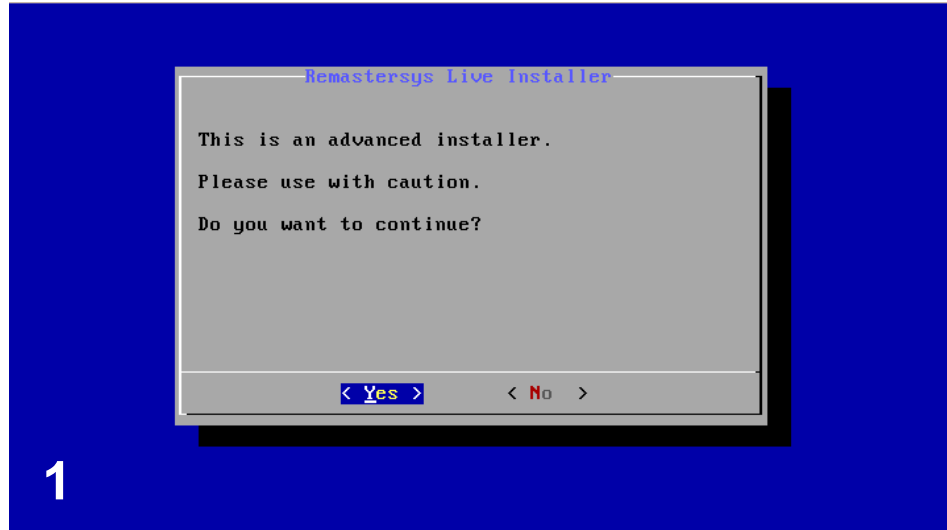 Remastersys Live Installer
This is an advanced installer.
Please use with caution.
Do you want to continue?
< Yes > < No >
1